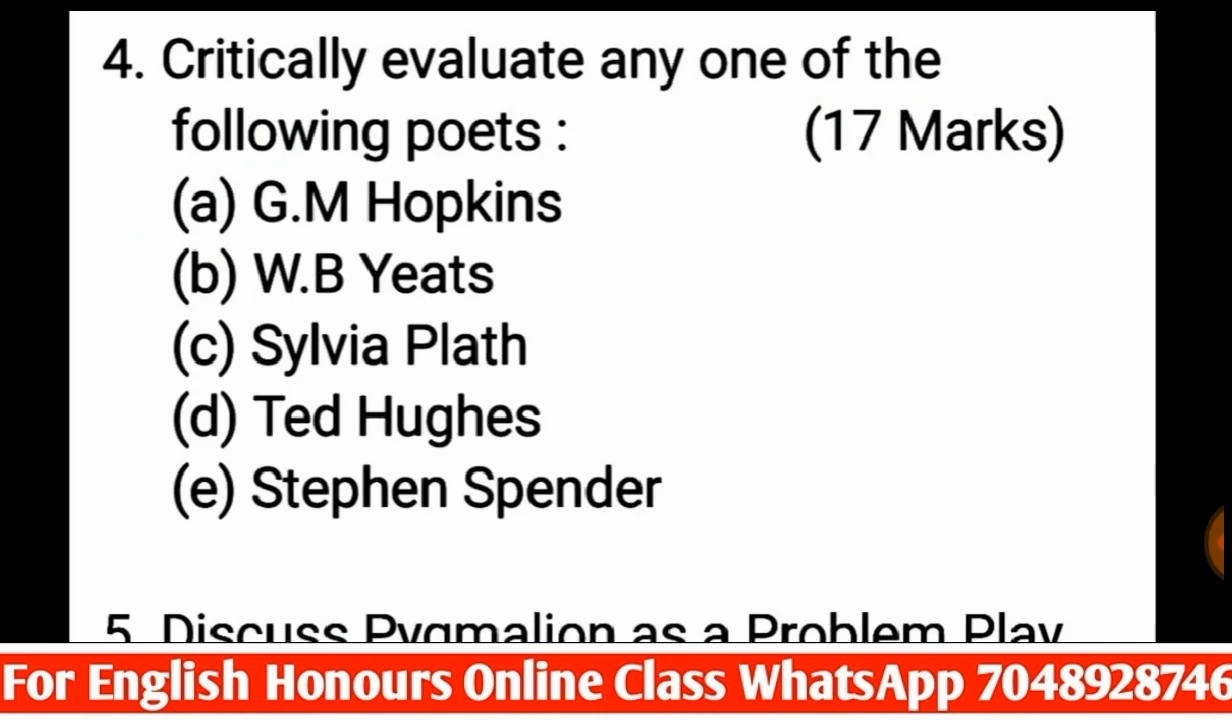 4. Critically evaluate any one of the
following poets : (17 Marks)
(a) G.M Hopkins
(b) W.B Yeats
(c) Sylvia Plath
(d) Ted Hughes
(e) Stephen Spender
5. Discuss Pygmalion as a Problem Play
For English Honours Online Class WhatsApp 7048928746